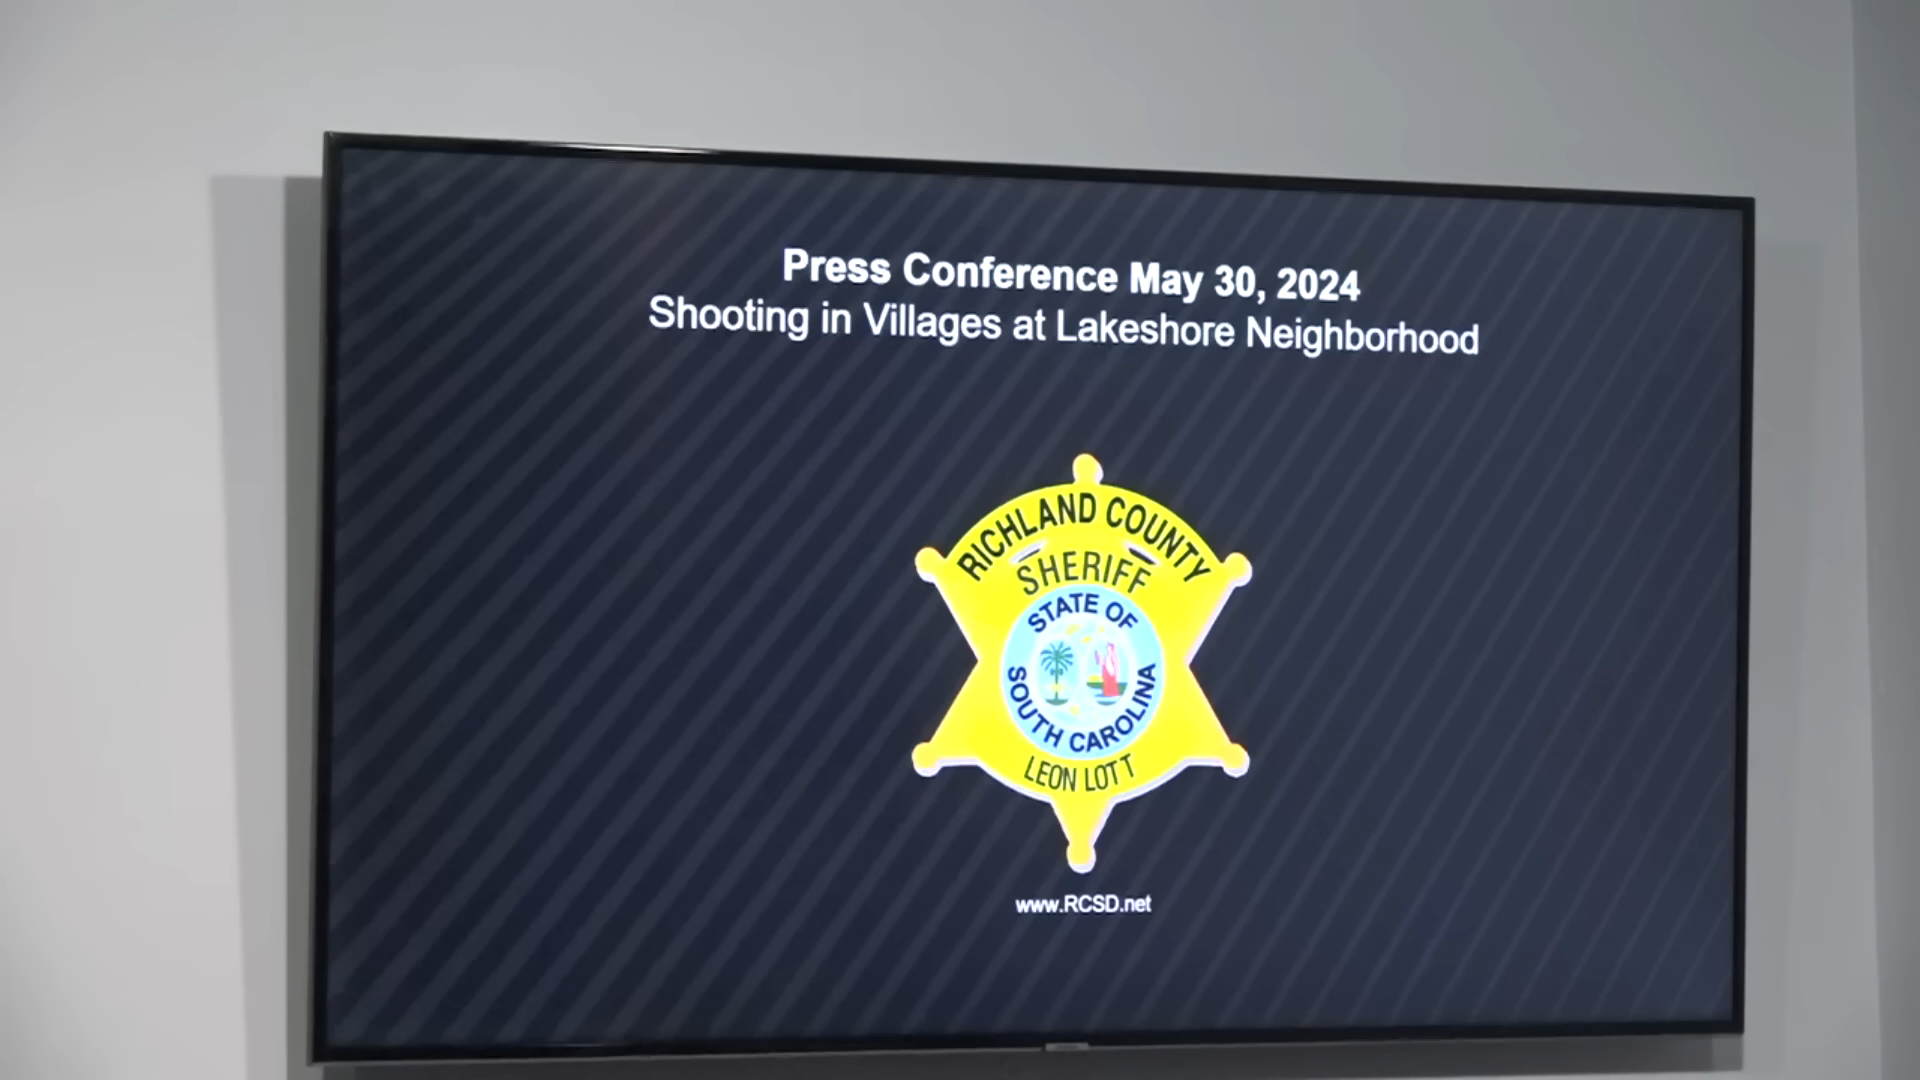 Press Conference May 30, 2024
Shooting in Villages at Lakeshore Neighborhood
RICHLAND COUNTY
SHERIFF
STATE OF
SOUTH CAROLINA
LEON LOTT
www.RCSD.net